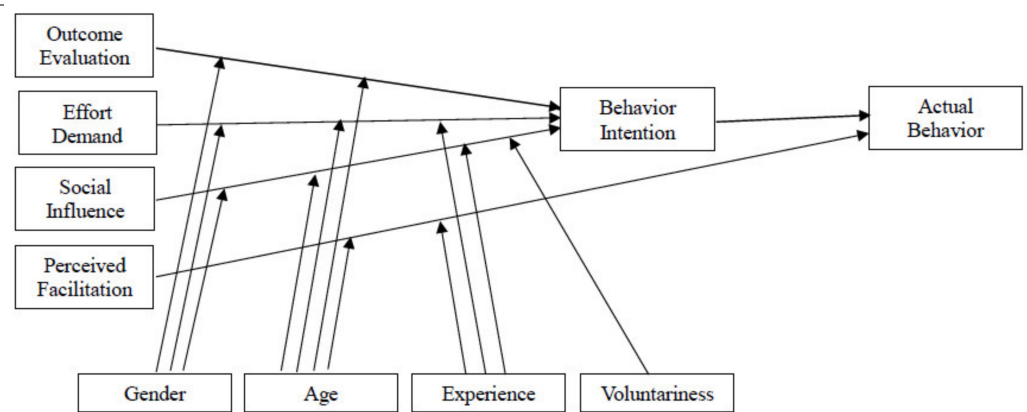 Outcome
Evaluation
Effort
Demand
Social
Influence
Perceived
Facilitation
Behavior
Intention
Actual
Behavior
Gender
Age
Experience
Voluntariness